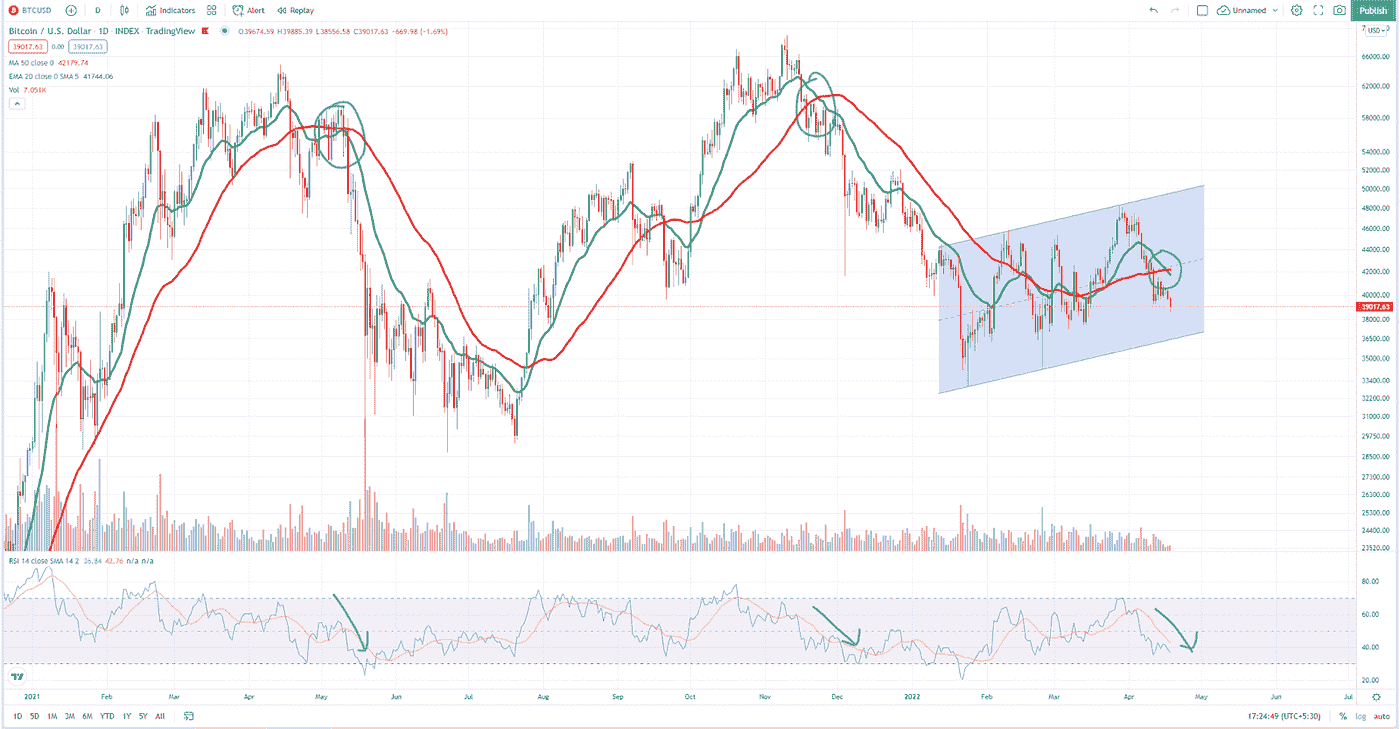 BTCUSD D Indicators Alert Replay Unnamed Publish
Bitcoin / U.S. Dollar · 1D · INDEX · TradingView O39674.59 H39885.39 L38556.58 C39017.63 -669.98 (-1.69%)
USD
39017.63 0.00 39017.63
MA 50 close 0 42179.74
EMA 20 close 0 SMA 5 41744.06
Vol 7.051K
66000.00
62000.00
58000.00
54000.00
50000.00
48000.00
46000.00
44000.00
42000.00
40000.00
39017.63
38000.00
36500.00
35000.00
33400.00
32200.00
31000.00
29750.00
28500.00
27300.00
26300.00
25300.00
24400.00
23520.00
RSI 14 close SMA 14 2 36.84 42.76 n/a n/a
80.00
60.00
40.00
20.00
2021 Feb Mar Apr May Jun Jul Aug Sep Oct Nov Dec 2022 Feb Mar Apr May Jun Jul
1D 5D 1M 3M 6M YTD 1Y 5Y All 17:24:49 (UTC+5:30) % log auto